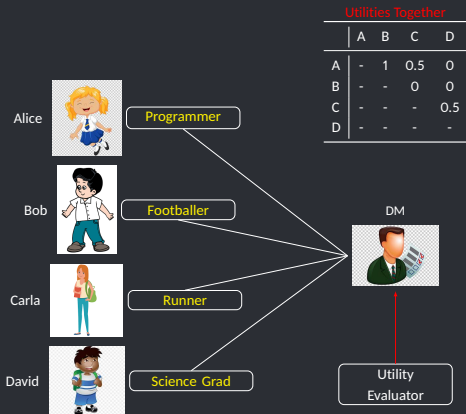 Utilities Together
A B C D
A - 1 0.5 0
B - - 0 0
C - - - 0.5
D - - - -
Alice
Programmer
Bob
Footballer
DM
Carla
Runner
David
Science Grad
Utility
Evaluator